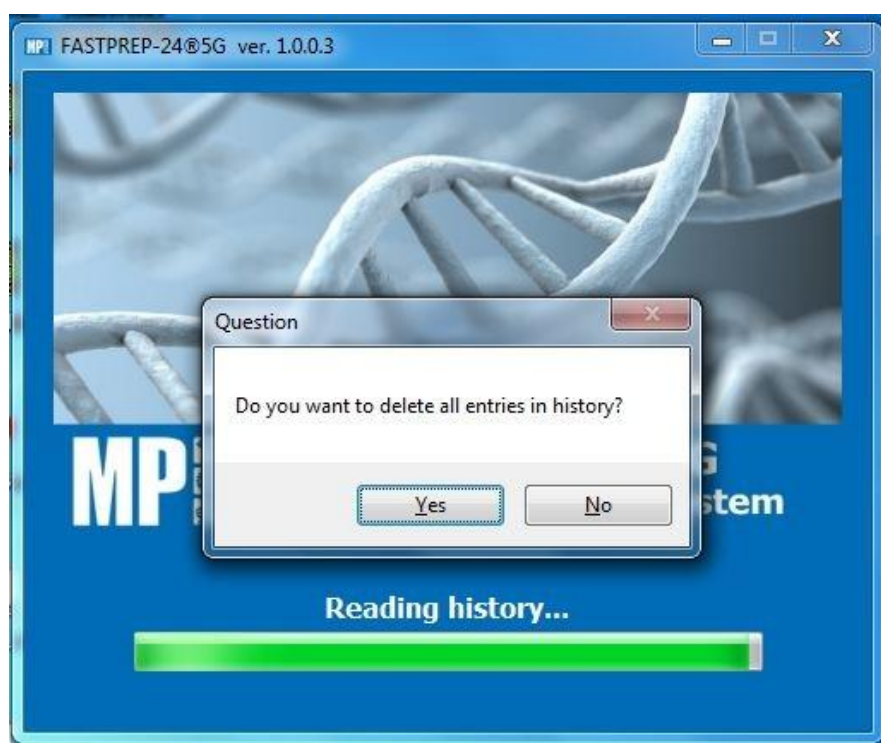 FASTPREP-24®5G ver. 1.0.0.3
Question
Do you want to delete all entries in history?
Yes
No
MP
G
stem
Reading history...